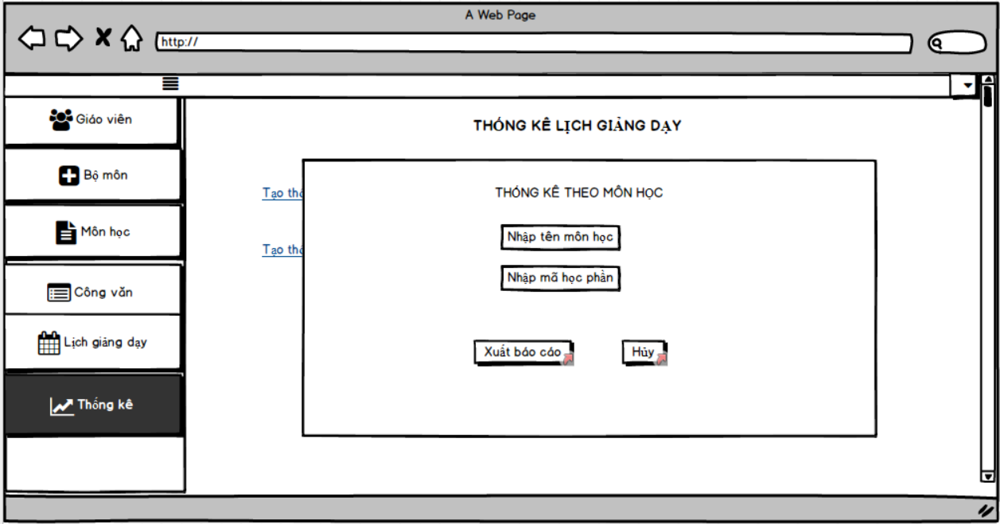 A Web Page
http://
Giáo viên
Bộ môn
Môn học
Công văn
Lịch giảng dạy
Thống kê
THỐNG KÊ LỊCH GIẢNG DẠY
Tạo
Tạo
THỐNG KÊ THEO MÔN HỌC
Nhập tên môn học
Nhập mã học phần
Xuất báo cáo
Hủy